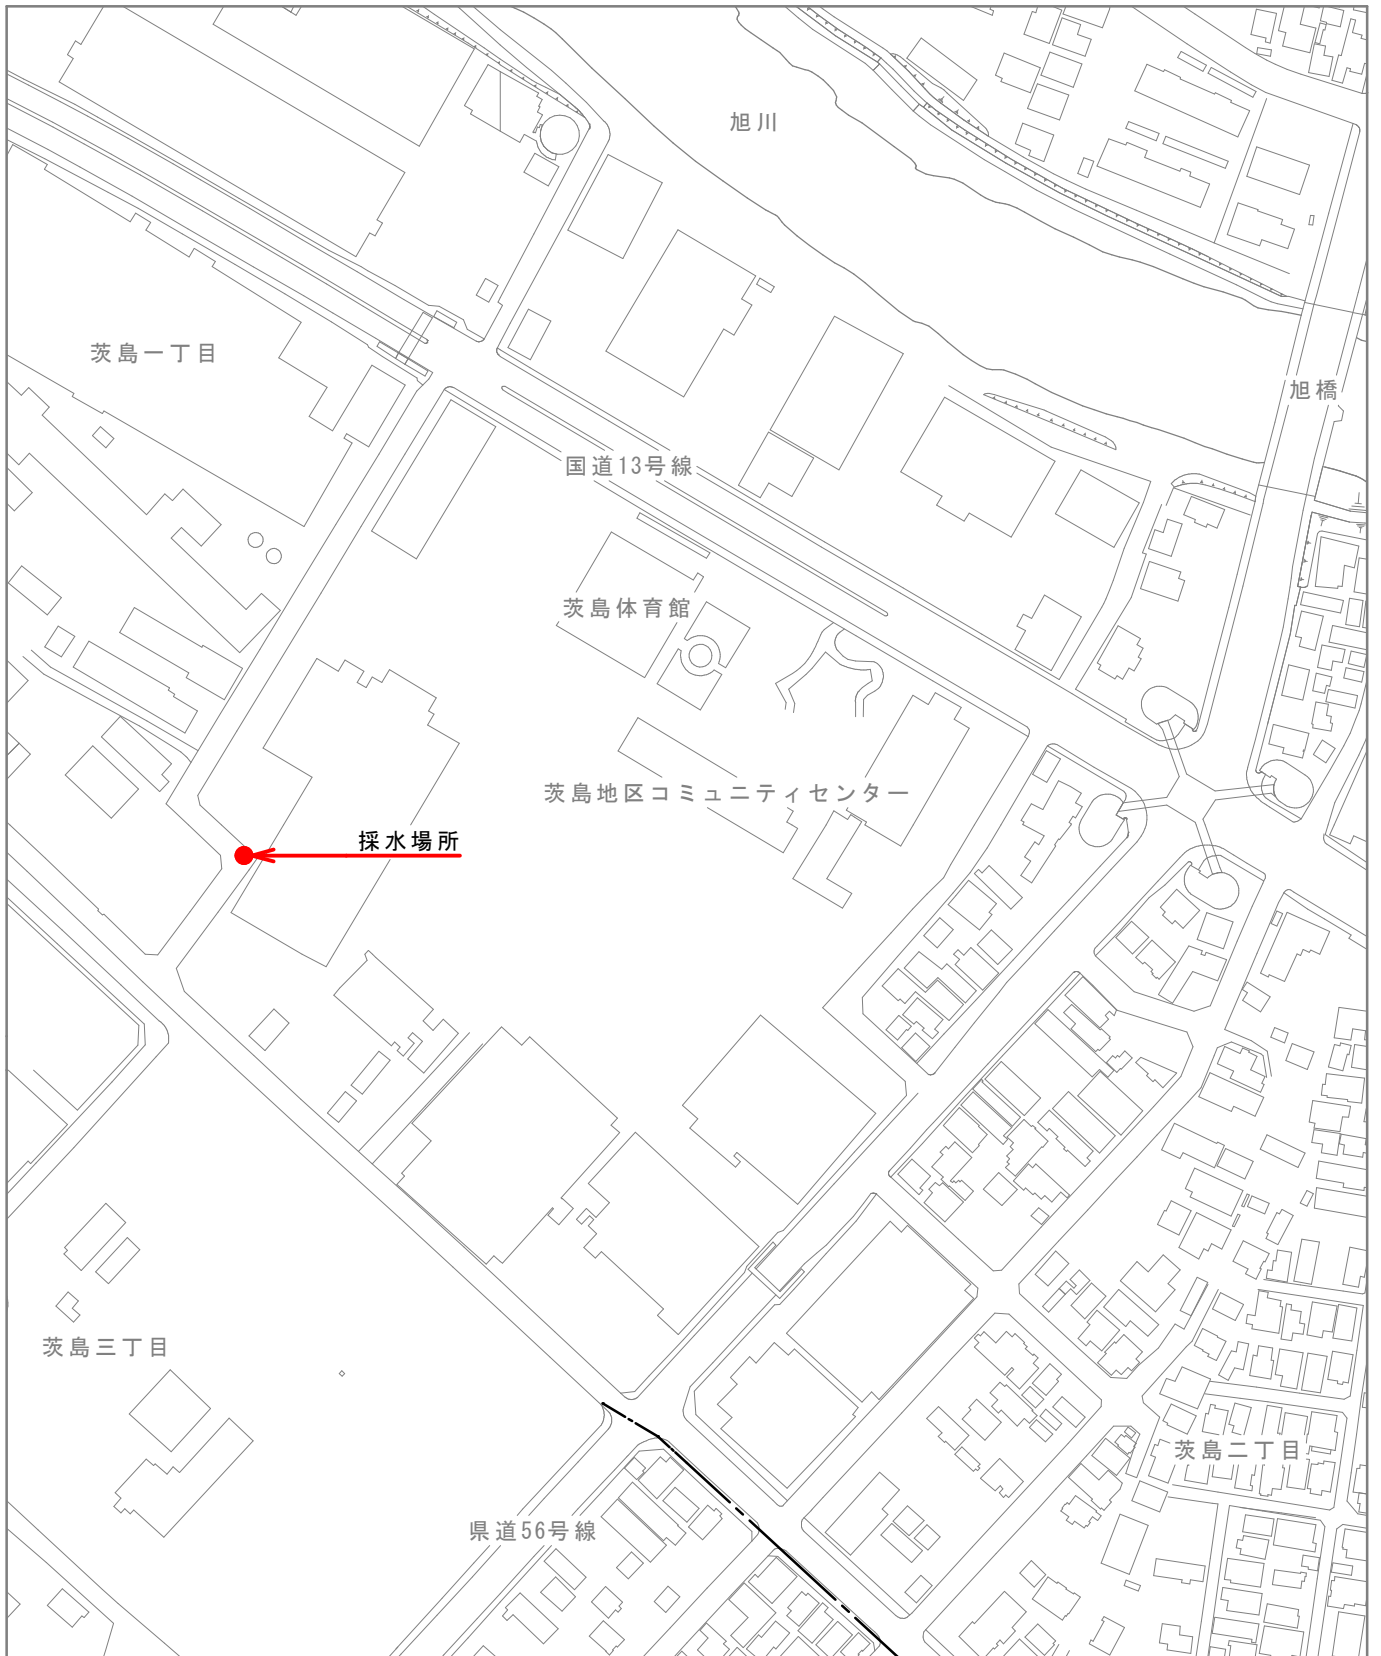 旭川
茨島一丁目
旭橋
国道13号線
茨島体育館
茨島地区コミュニティセンター
採水場所
茨島三丁目
茨島二丁目
県道56号線